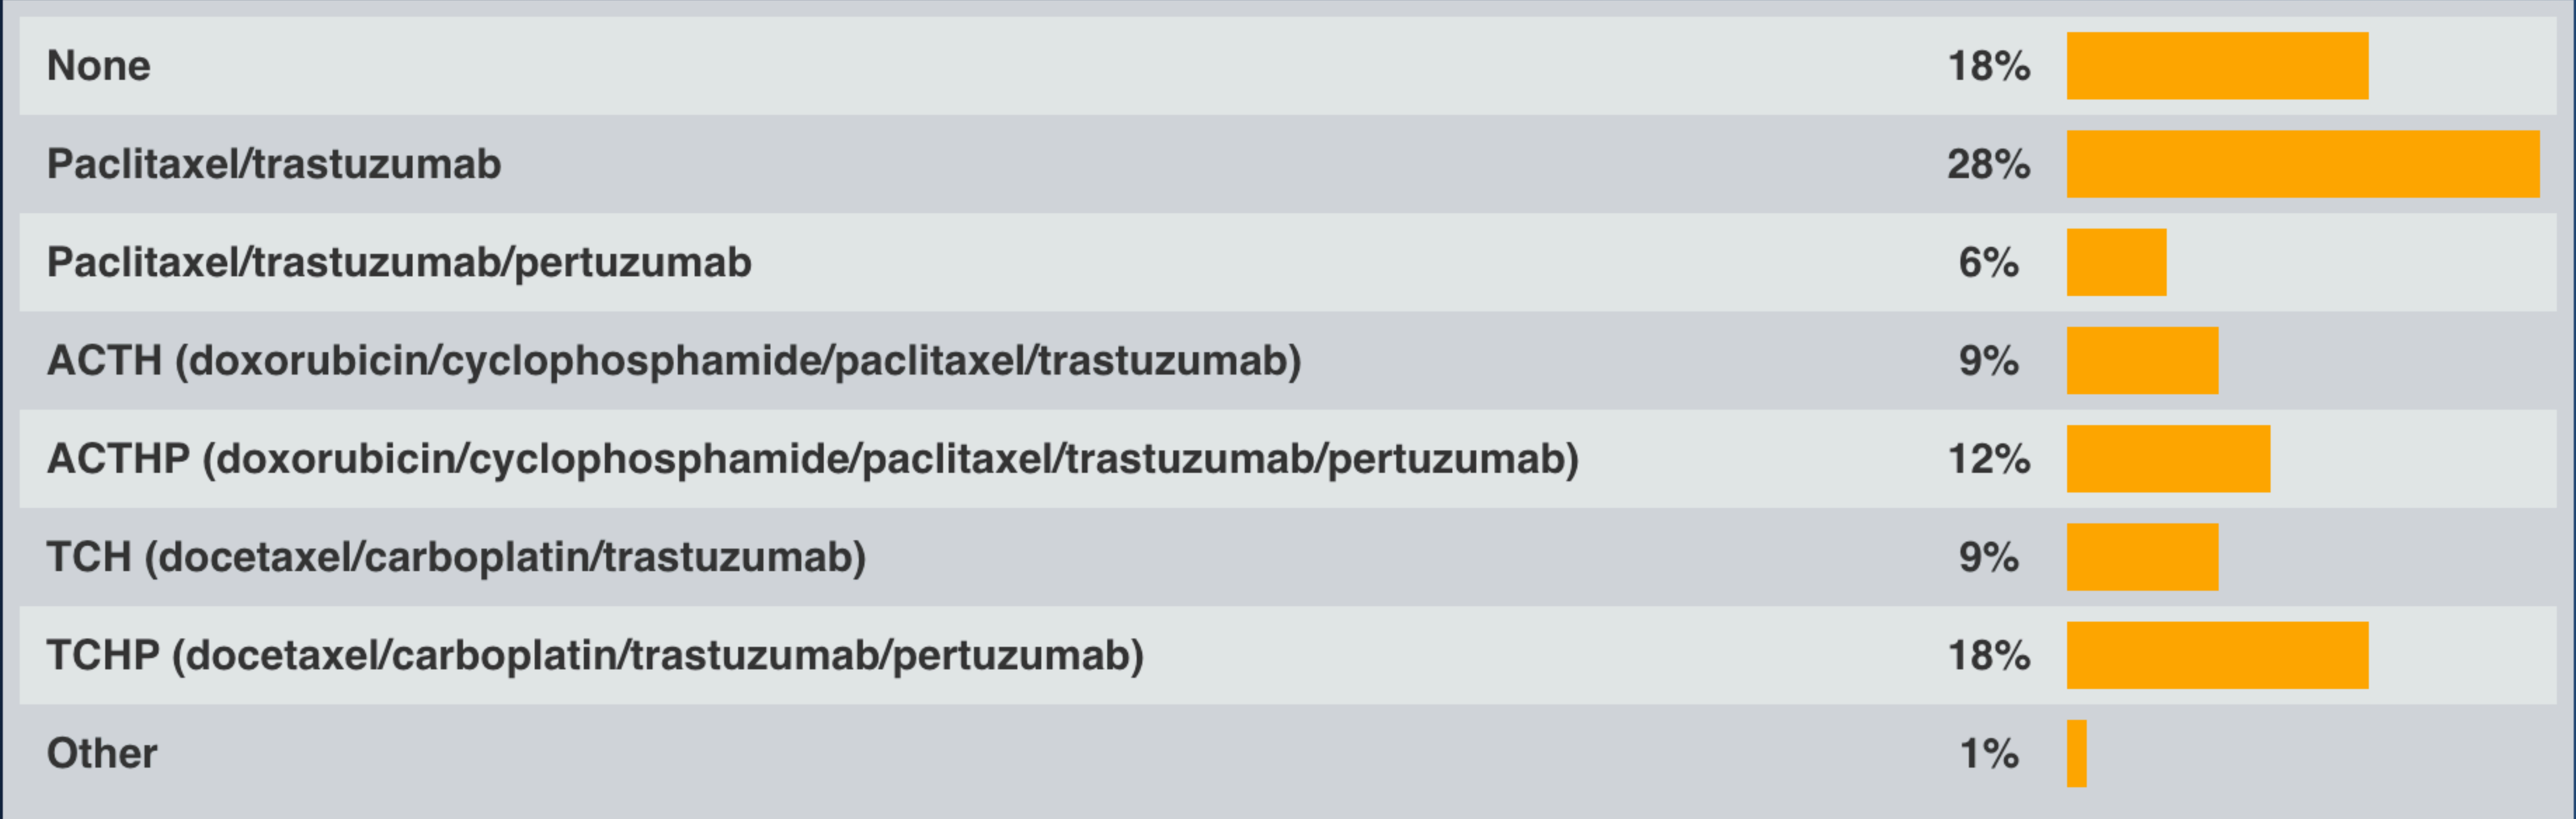 None 18%
Paclitaxel/trastuzumab 28%
Paclitaxel/trastuzumab/pertuzumab 6%
ACTH (doxorubicin/cyclophosphamide/paclitaxel/trastuzumab) 9%
ACTHP (doxorubicin/cyclophosphamide/paclitaxel/trastuzumab/pertuzumab) 12%
TCH (docetaxel/carboplatin/trastuzumab) 9%
TCHP (docetaxel/carboplatin/trastuzumab/pertuzumab) 18%
Other 1%